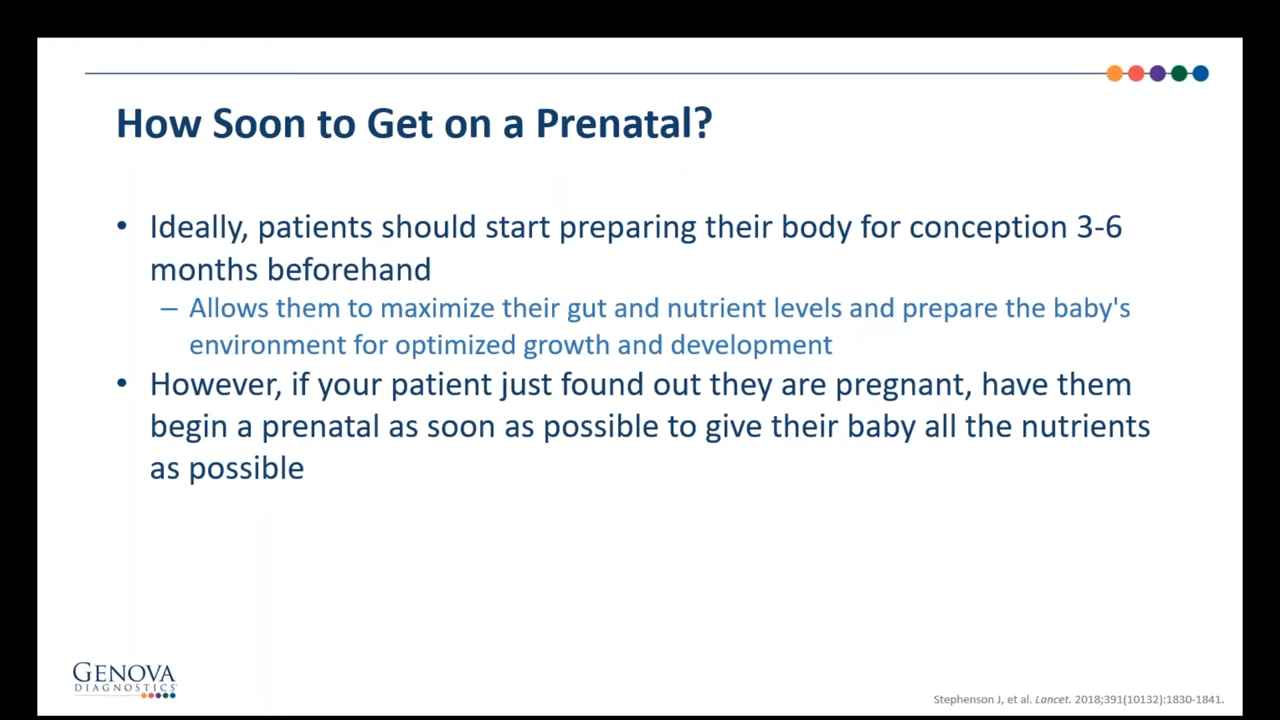 How Soon to Get on a Prenatal?
• Ideally, patients should start preparing their body for conception 3-6
months beforehand
– Allows them to maximize their gut and nutrient levels and prepare the baby's
environment for optimized growth and development
• However, if your patient just found out they are pregnant, have them
begin a prenatal as soon as possible to give their baby all the nutrients
as possible
GENOVA
DIAGNOSTICS
Stephenson J, et al. Lancet. 2018;391(10132):1830-1841.